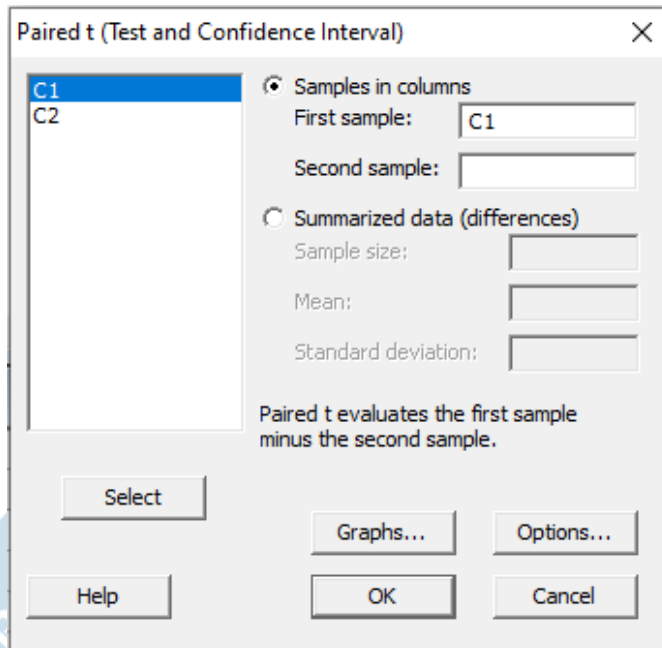 Paired t (Test and Confidence Interval)
C1
C2
Samples in columns
First sample:
C1
Second sample:
Summarized data (differences)
Sample size:
Mean:
Standard deviation:
Paired t evaluates the first sample
minus the second sample.
Select
Graphs...
Options...
Help
OK
Cancel